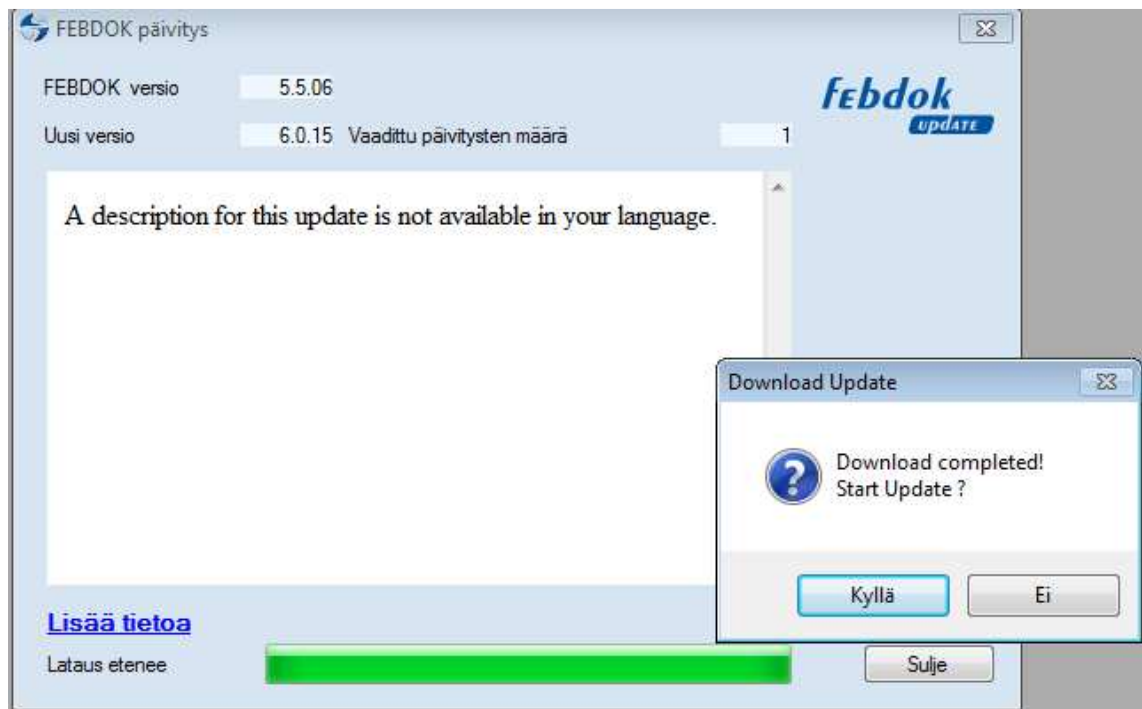 FEBDOK päivitys
FEBDOK versio 5.5.06
febdok
update
Uusi versio 6.0.15 Vaadittu päivitysten määrä 1
A description for this update is not available in your language.
Download Update
Download completed!
Start Update ?
Kyllä Ei
Lisää tietoa
Lataus etenee
Sulje